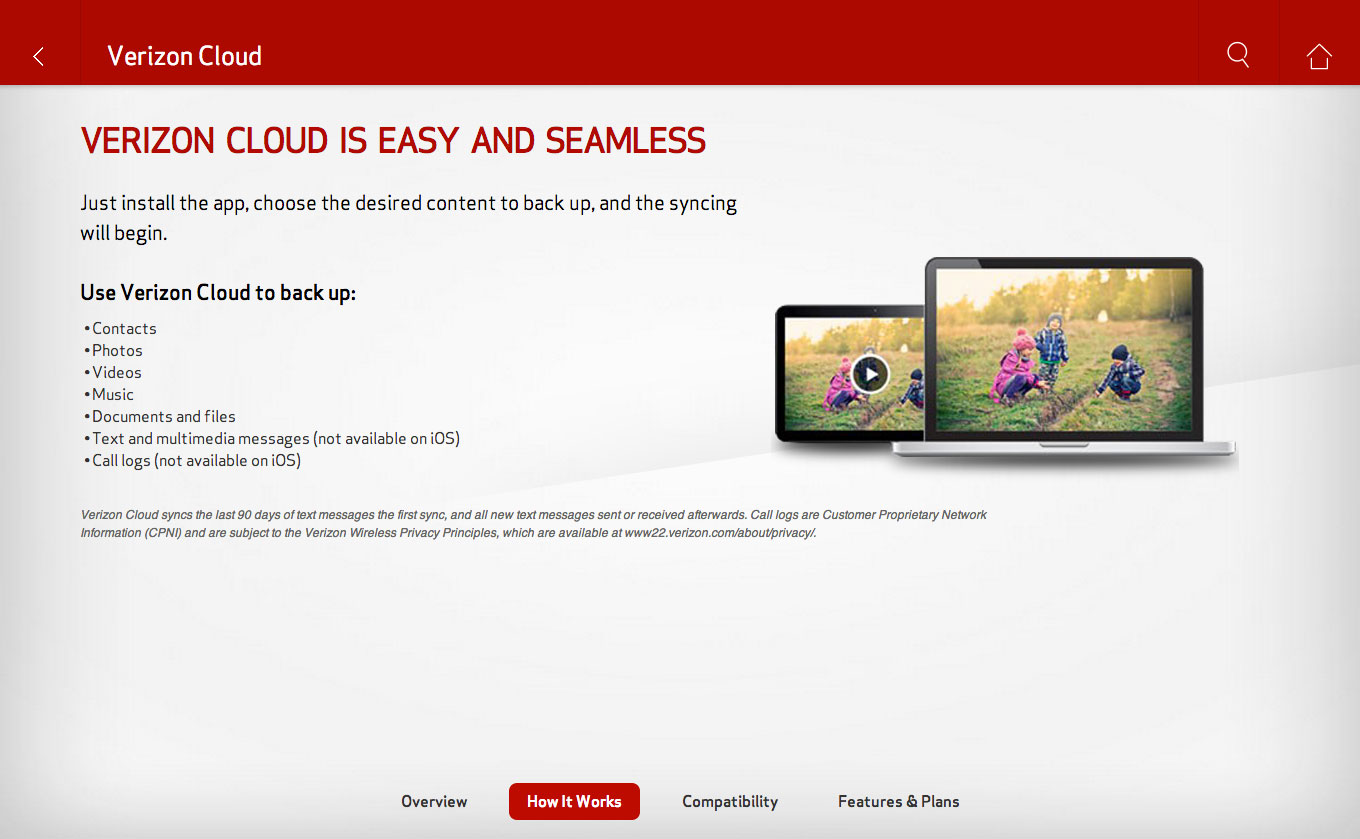 Verizon Cloud
VERIZON CLOUD IS EASY AND SEAMLESS
Just install the app, choose the desired content to back up, and the syncing
will begin.
Use Verizon Cloud to back up:
•Contacts
•Photos
•Videos
•Music
•Documents and files
•Text and multimedia messages (not available on iOS)
•Call logs (not available on iOS)
Verizon Cloud syncs the last 90 days of text messages the first sync, and all new text messages sent or received afterwards. Call logs are Customer Proprietary Network
Information (CPNI) and are subject to the Verizon Wireless Privacy Principles, which are available at www22.verizon.com/about/privacy/.
Overview How It Works Compatibility Features & Plans